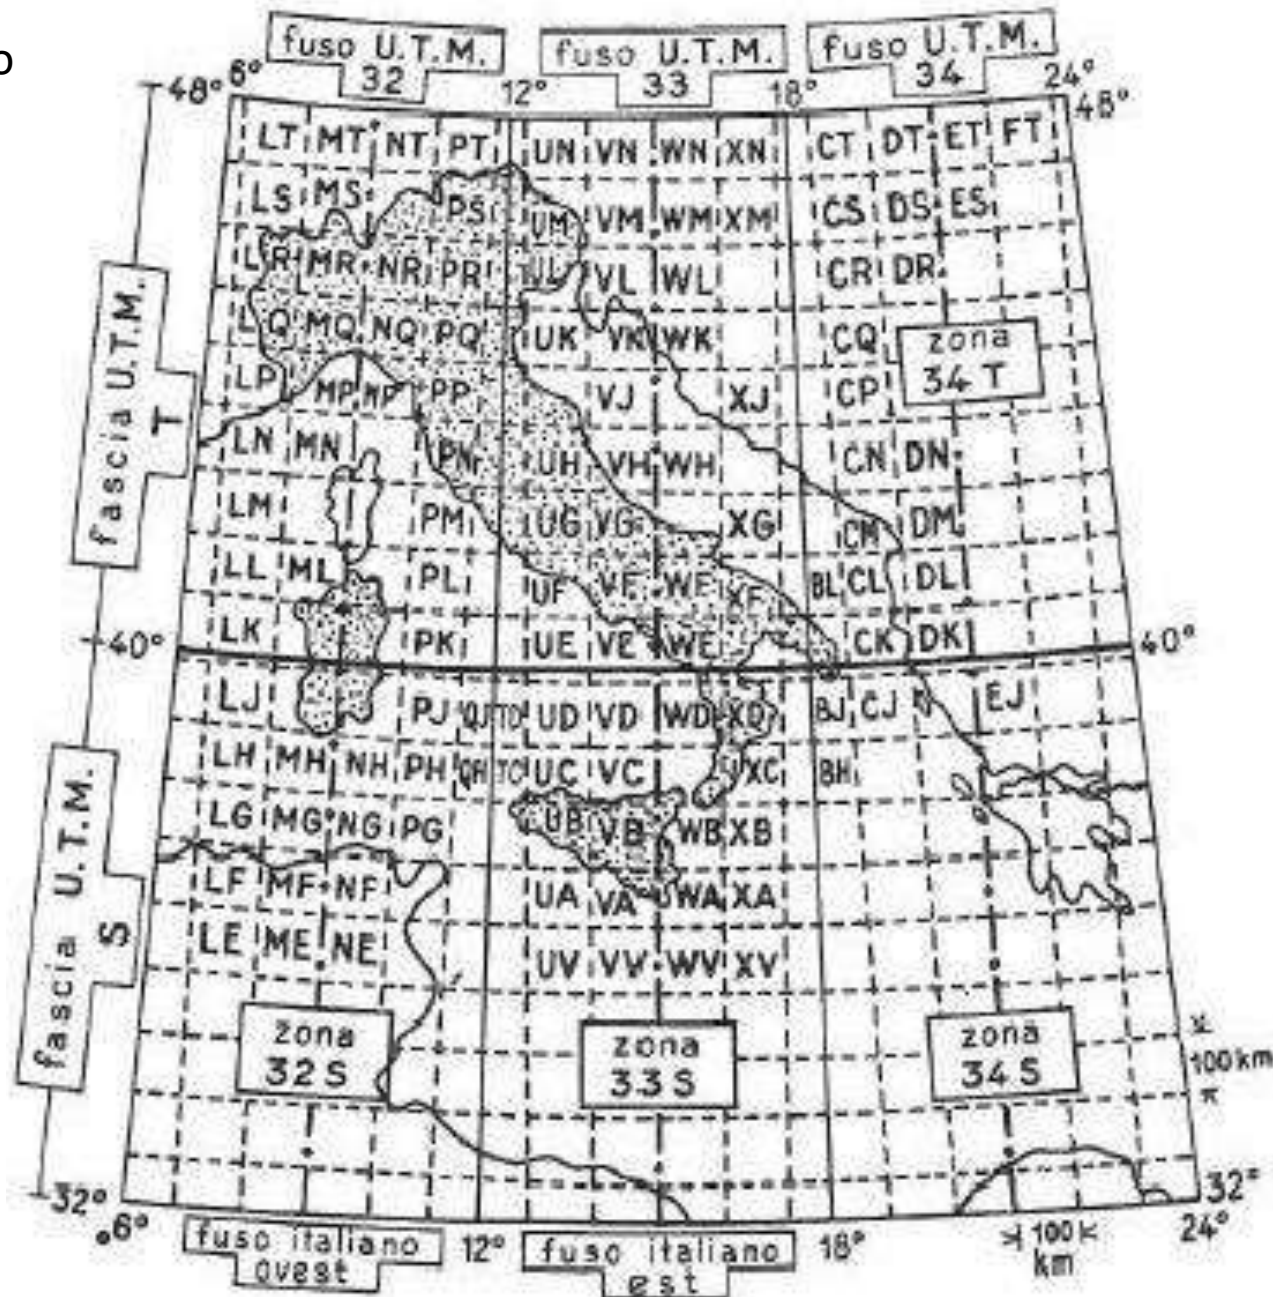 o
fuso U.T.M.
32
fuso U.T.M.
33
fuso U.T.M.
34
48° 6° 12° 18° 24° 48°
LT MT NT PT UN VN WN XN CT DT ET FT
LS MS PS UM VM WM XM CS DS ES
LR MR NR PR UL VL WL CR DR
LQ MQ NQ PQ UK VK WK CQ
zona
34 T
LP MP NP PP VJ XJ CP
LN MN PN UH VH WH CN DN
LM PM UG VG XG CM DM
LL ML PL UF VF WF XF BL CL DL
LK PK UE VE WE CK DK
40° 40°
LJ PJ QJ TD UD VD WD XD BJ CJ EJ
LH MH NH PH QH TC UC VC XC BH
LG MG NG PG UB VB WB XB
LF MF NF UA VA WA XA
LE ME NE UV VV WV XV
fascia U.T.M.
T
fascia U.T.M.
S
zona
32 S
zona
33 S
zona
34 S
100 km
32° 32°
6° 12° 18° 24°
fuso italiano
ovest
fuso italiano
est
100
km